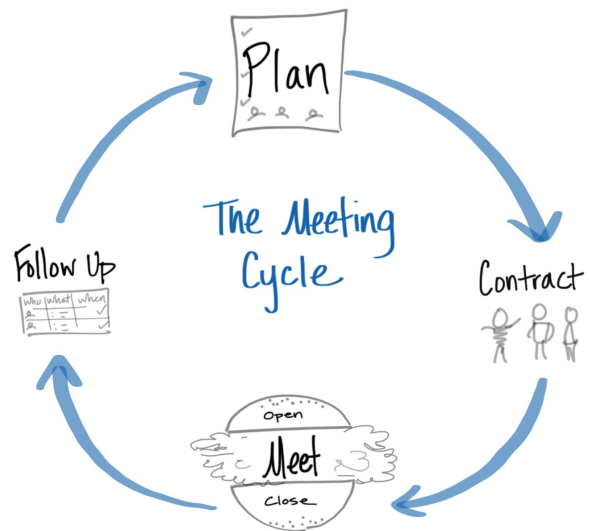 Plan
The Meeting
Cycle
Follow Up
Who What When
Contract
Open
Meet
Close